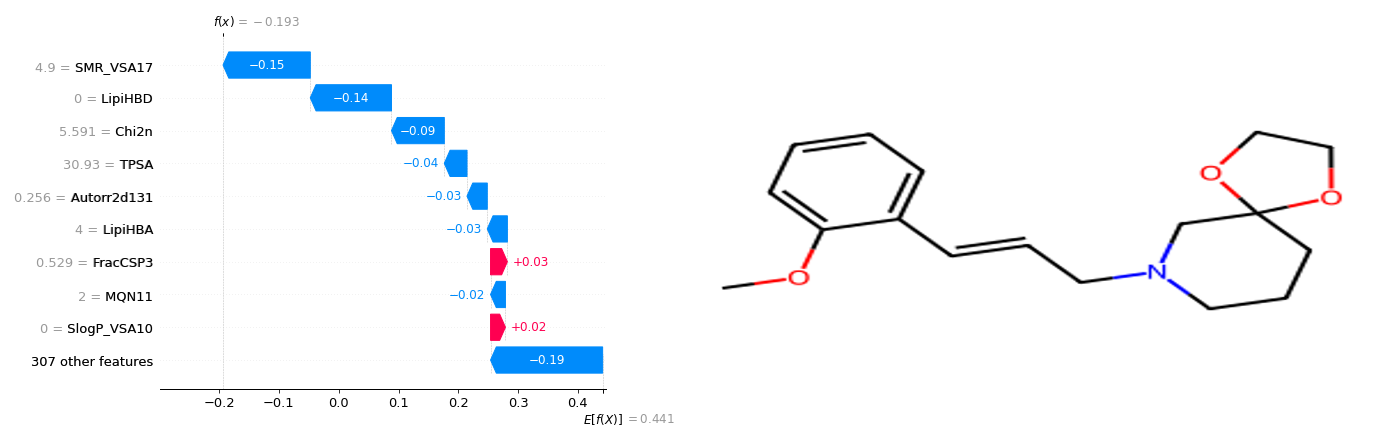 f(x) = −0.193
4.9 = SMR_VSA17
−0.15
0 = LipiHBD
−0.14
5.591 = Chi2n
−0.09
30.93 = TPSA
−0.04
0.256 = Autorr2d131
−0.03
4 = LipiHBA
−0.03
0.529 = FracCSP3
+0.03
2 = MQN11
−0.02
0 = SlogP_VSA10
+0.02
307 other features
−0.19
−0.2 −0.1 0.0 0.1 0.2 0.3 0.4
E[f(X)] = 0.441
O
O
O
N